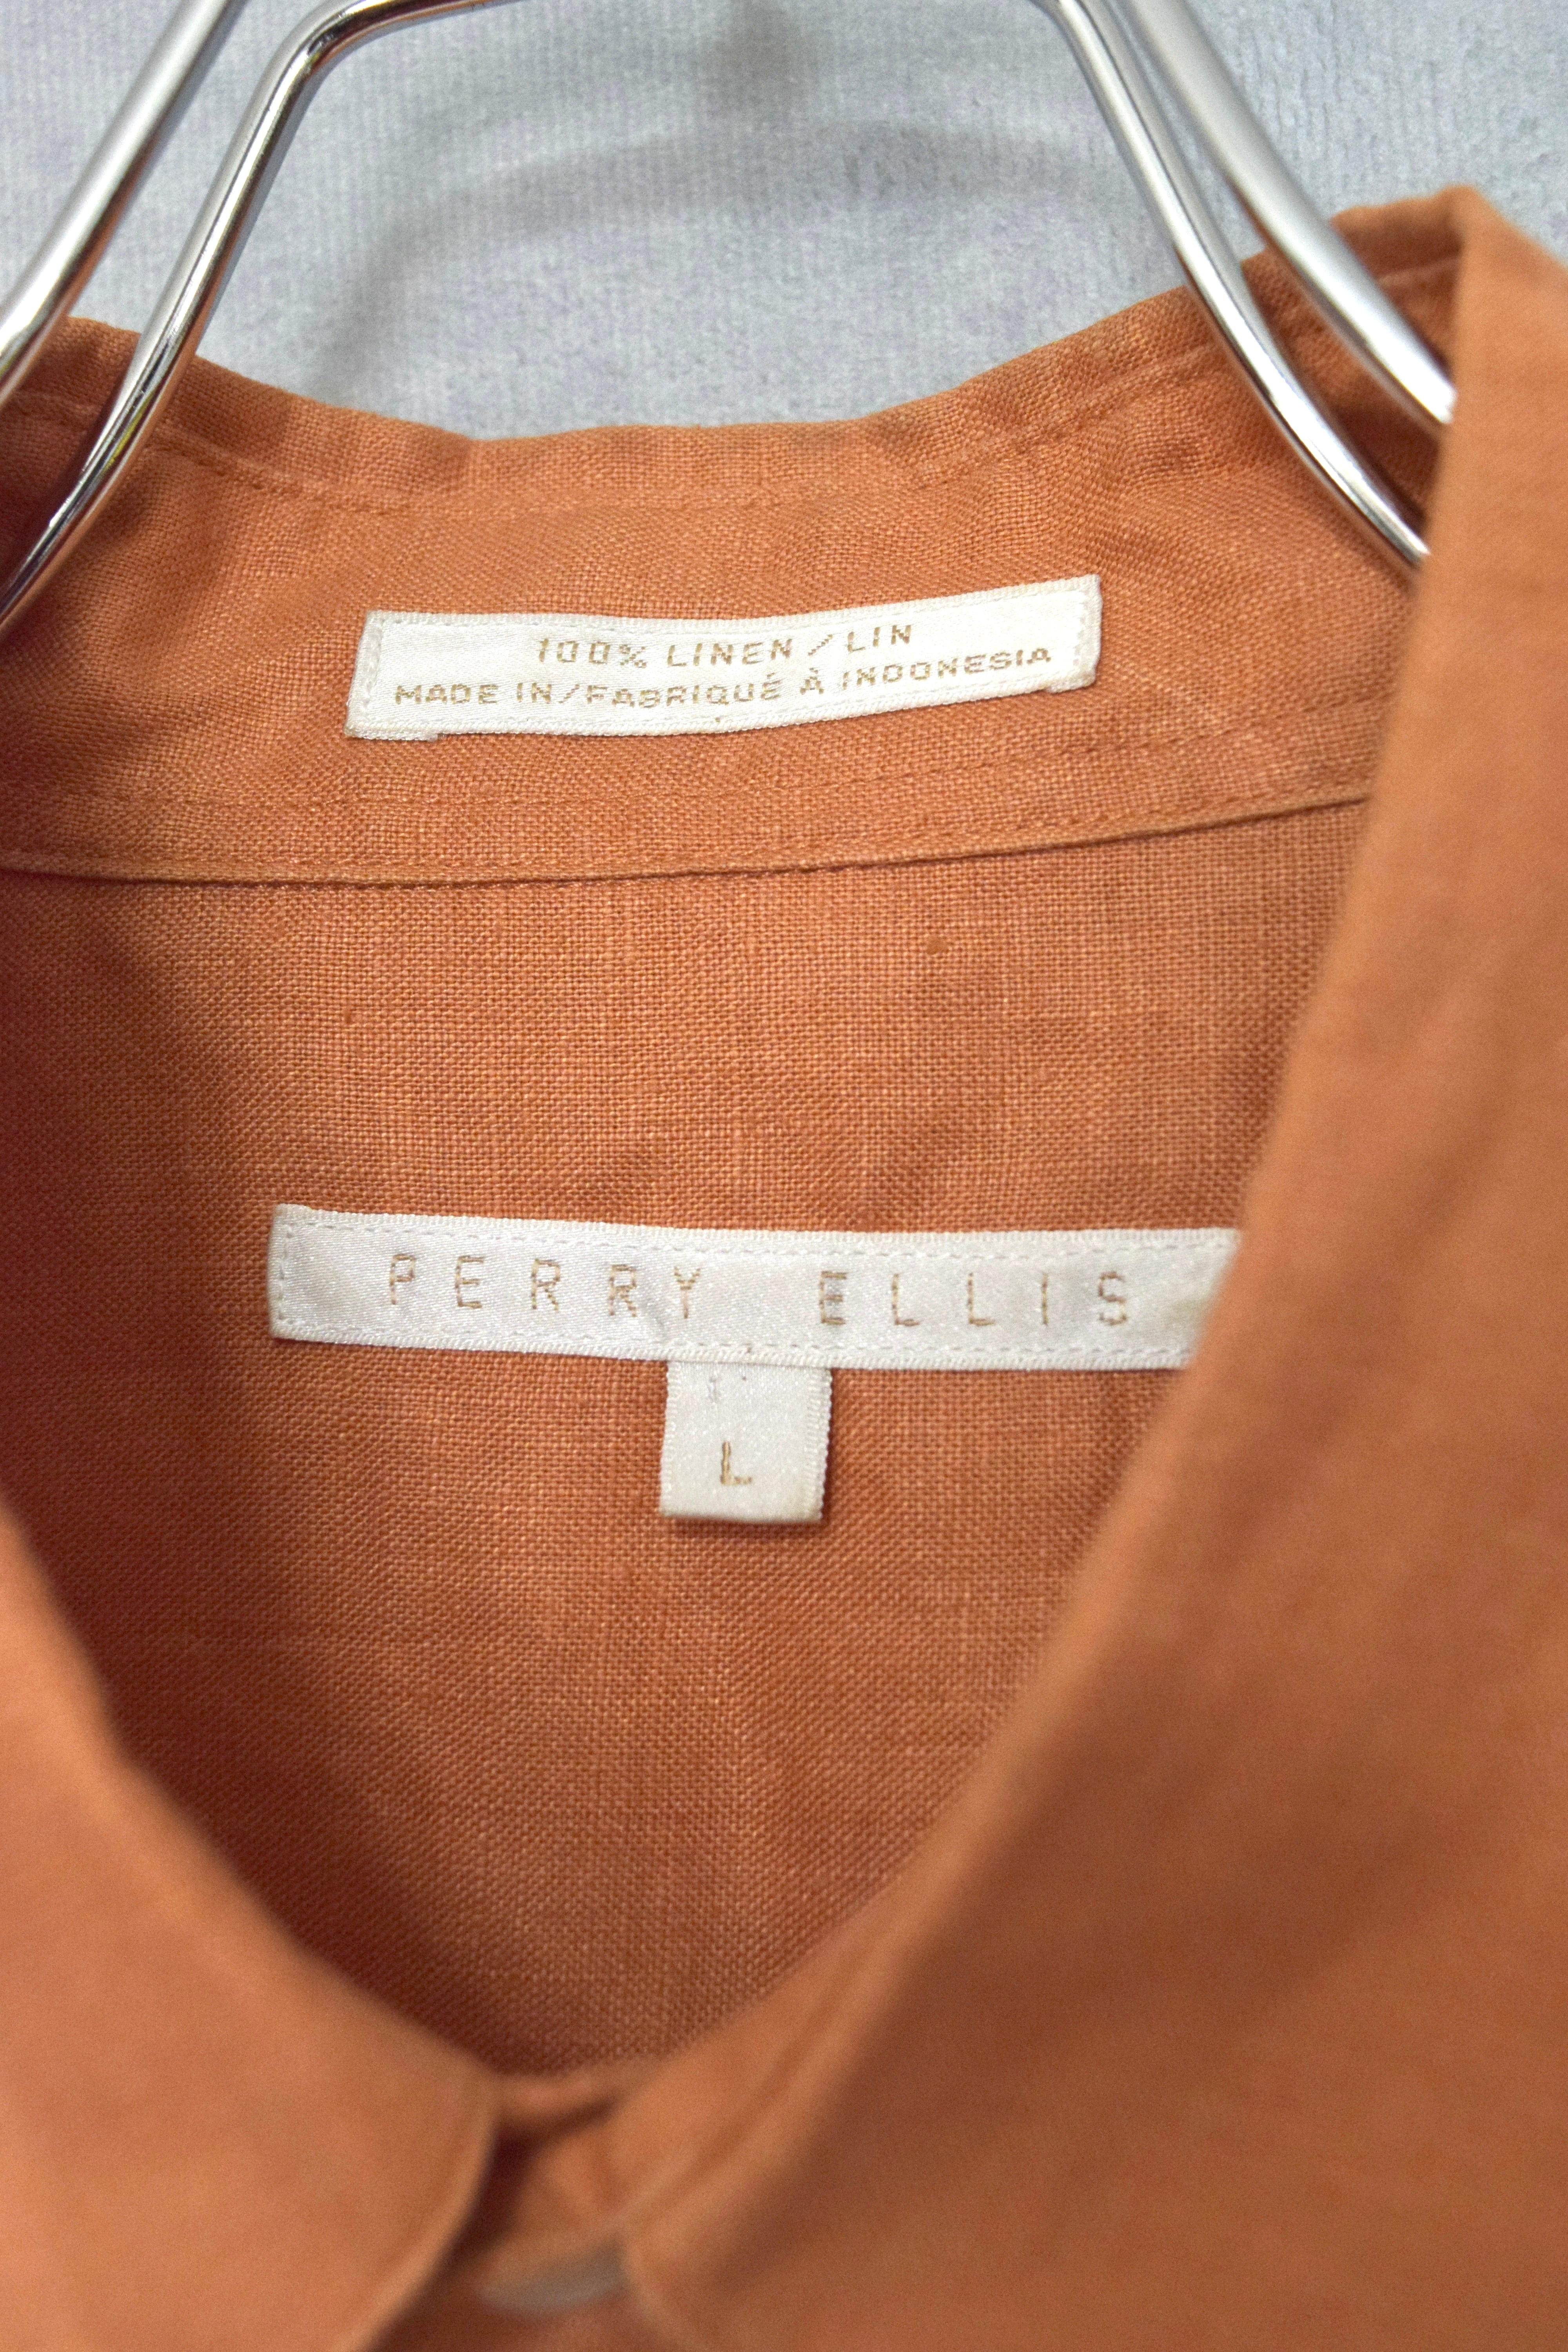 100% LINEN / LIN
MADE IN/FABRIQUÉ À INDONESIA
PERRY ELLIS
L